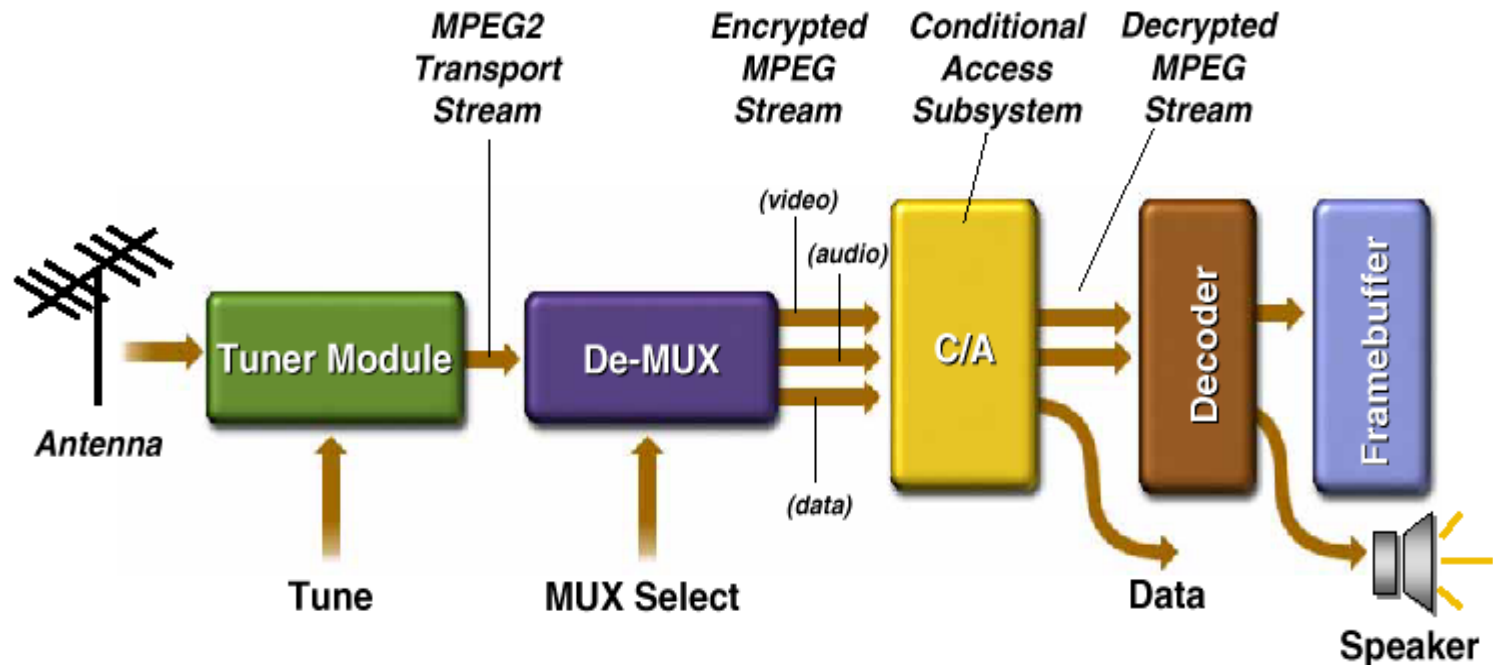 MPEG2
Transport
Stream
Encrypted
MPEG
Stream
Conditional
Access
Subsystem
Decrypted
MPEG
Stream
(video)
(audio)
(data)
Antenna
Tuner Module
De-MUX
C/A
Decoder
Framebuffer
Tune
MUX Select
Data
Speaker